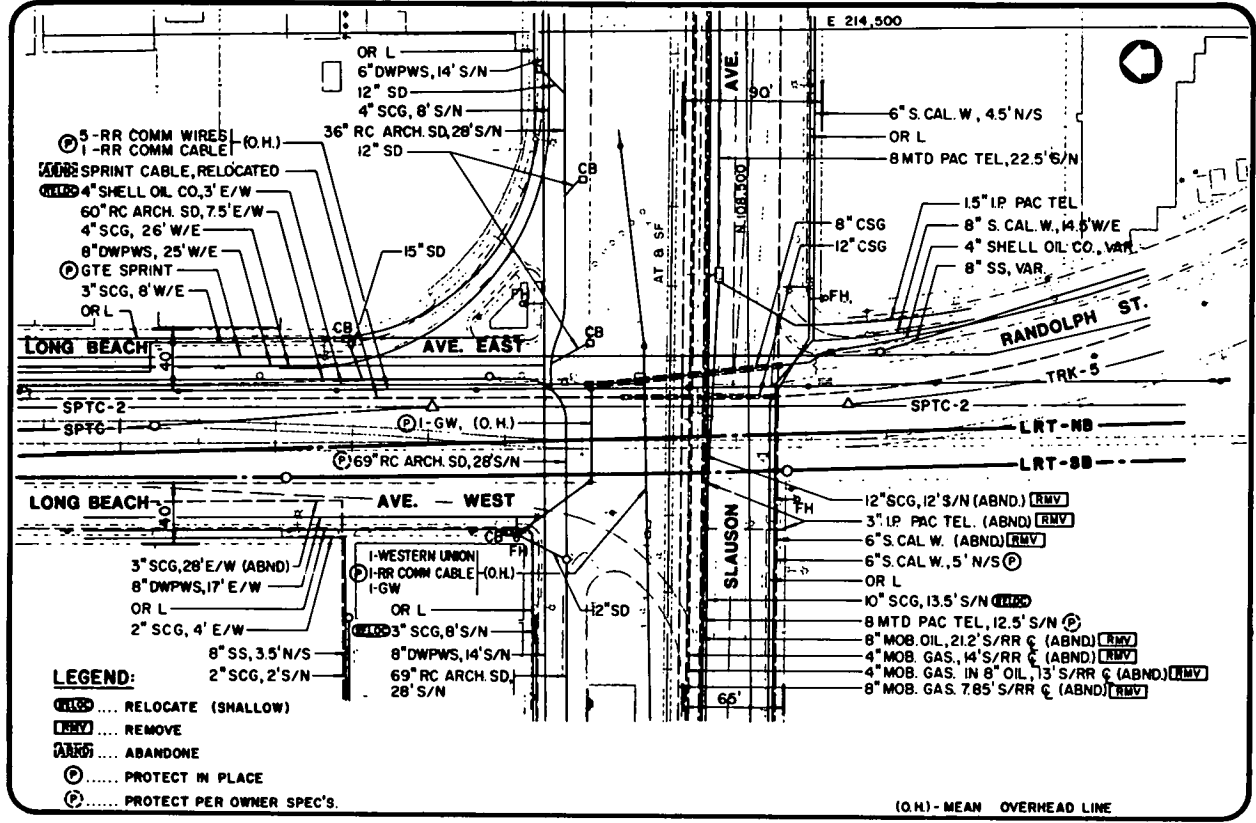 E 214,500
OR L
6" DWPWS, 14' S/N
12" SD
4" SCG, 8' S/N
36" RC ARCH. SD, 28' S/N
12" SD
AVE.
90'
6" S. CAL. W, 4.5' N/S
OR L
8 MTD PAC TEL, 22.5' S/N
N. 108,500
Ⓟ 5-RR COMM WIRES
1-RR COMM CABLE (O.H.)
SPRINT CABLE, RELOCATED
RELOC 4" SHELL OIL CO, 3' E/W
60" RC ARCH. SD, 7.5' E/W
4" SCG, 26' W/E
8" DWPWS, 25' W/E
Ⓟ GTE SPRINT
3" SCG, 8' W/E
OR L
15" SD
CB
CB
CB
FH
AT & SF
8" CSG
12" CSG
1.5" I.P. PAC TEL
8" S. CAL. W., 14.5' W/E
4" SHELL OIL CO., VAR.
8" SS, VAR.
FH.
RANDOLPH ST.
TRK-5
LONG BEACH AVE. EAST
40'
SPTC-2
SPTC-2
SPTC-1
Ⓟ 1-GW, (O.H.)
LRT-NB
Ⓟ 69" RC ARCH. SD, 28' S/N
LRT-SB
LONG BEACH AVE. WEST
40'
CB
FH
FH
SLAUSON
12" SCG, 12' S/N (ABND.) RMV
3" I.P. PAC TEL. (ABND) RMV
6" S. CAL W. (ABND) RMV
6" S. CAL W., 5' N/S Ⓟ
OR L
10" SCG, 13.5' S/N RELOC
8 MTD PAC TEL, 12.5' S/N Ⓟ
8" MOB. OIL, 21.2' S/RR ℄ (ABND) RMV
4" MOB. GAS, 14' S/RR ℄ (ABND.) RMV
4" MOB. GAS. IN 8" OIL, 13' S/RR ℄ (ABND) RMV
8" MOB. GAS. 7.85' S/RR ℄ (ABND) RMV
65'
3" SCG, 28' E/W (ABND)
8" DWPWS, 17' E/W
OR L
2" SCG, 4' E/W
8" SS, 3.5' N/S
2" SCG, 2' S/N
1-WESTERN UNION
Ⓟ 1-RR COMM CABLE (O.H.)
1-GW
OR L
RELOC 3" SCG, 8' S/N
8" DWPWS, 14' S/N
69" RC ARCH. SD,
28' S/N
12" SD
LEGEND:
RELOC .... RELOCATE (SHALLOW)
RMV .... REMOVE
ABND .... ABANDONE
Ⓟ ...... PROTECT IN PLACE
Ⓟ ...... PROTECT PER OWNER SPEC'S.
(O.H.) - MEAN OVERHEAD LINE